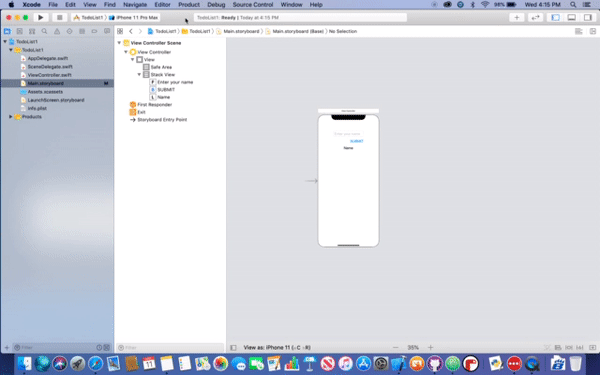 Xcode File Edit View Find Navigate Editor Product Debug Source Control Window Help 98% Wed 4:15 PM
TodoList1 iPhone 11 Pro Max TodoList1: Ready | Today at 4:15 PM
TodoList1 TodoList1 Main.storyboard Main.storyboard (Base) No Selection
TodoList1
TodoList1
AppDelegate.swift
SceneDelegate.swift
ViewController.swift
Main.storyboard M
Assets.xcassets
LaunchScreen.storyboard
Info.plist
Products
View Controller Scene
View Controller
View
Safe Area
Stack View
F Enter your name
B SUBMIT
L Name
First Responder
Exit
Storyboard Entry Point
Enter your name
SUBMIT
Name
Filter
Filter
View as: iPhone 11 (wC hR)
35%